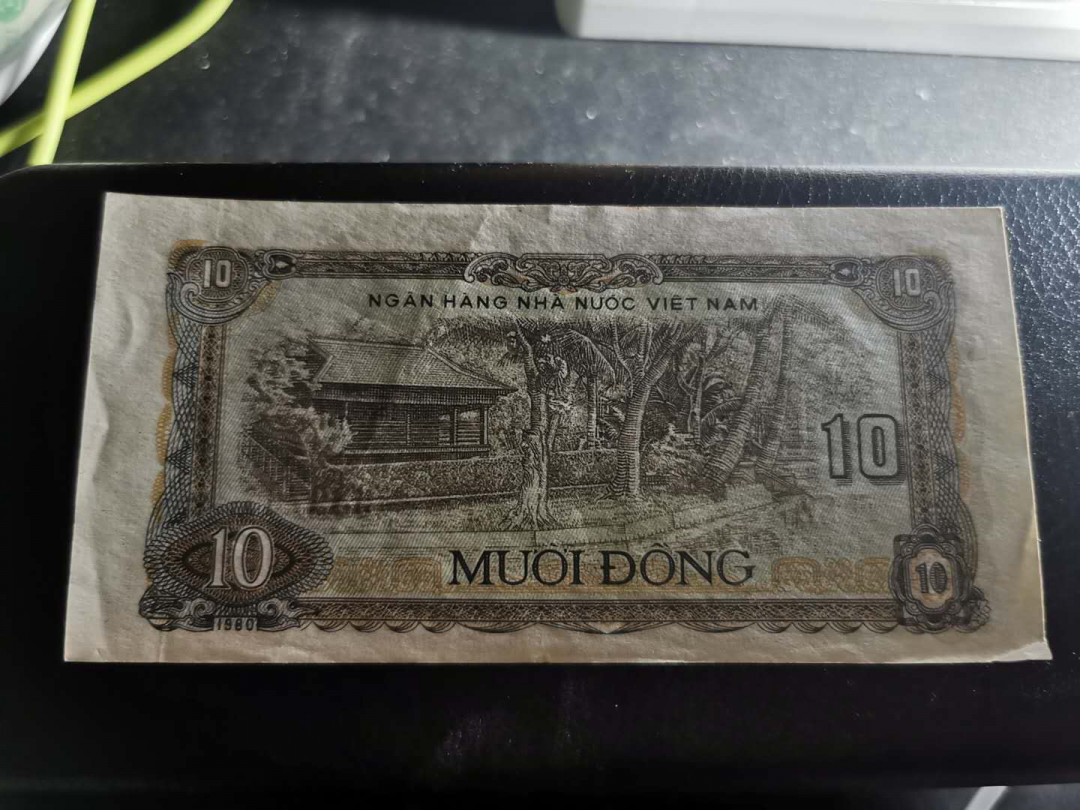 10 10
NGÂN HÀNG NHÀ NƯỚC VIỆT NAM
10
10 MƯỜI ĐỒNG 10
1980